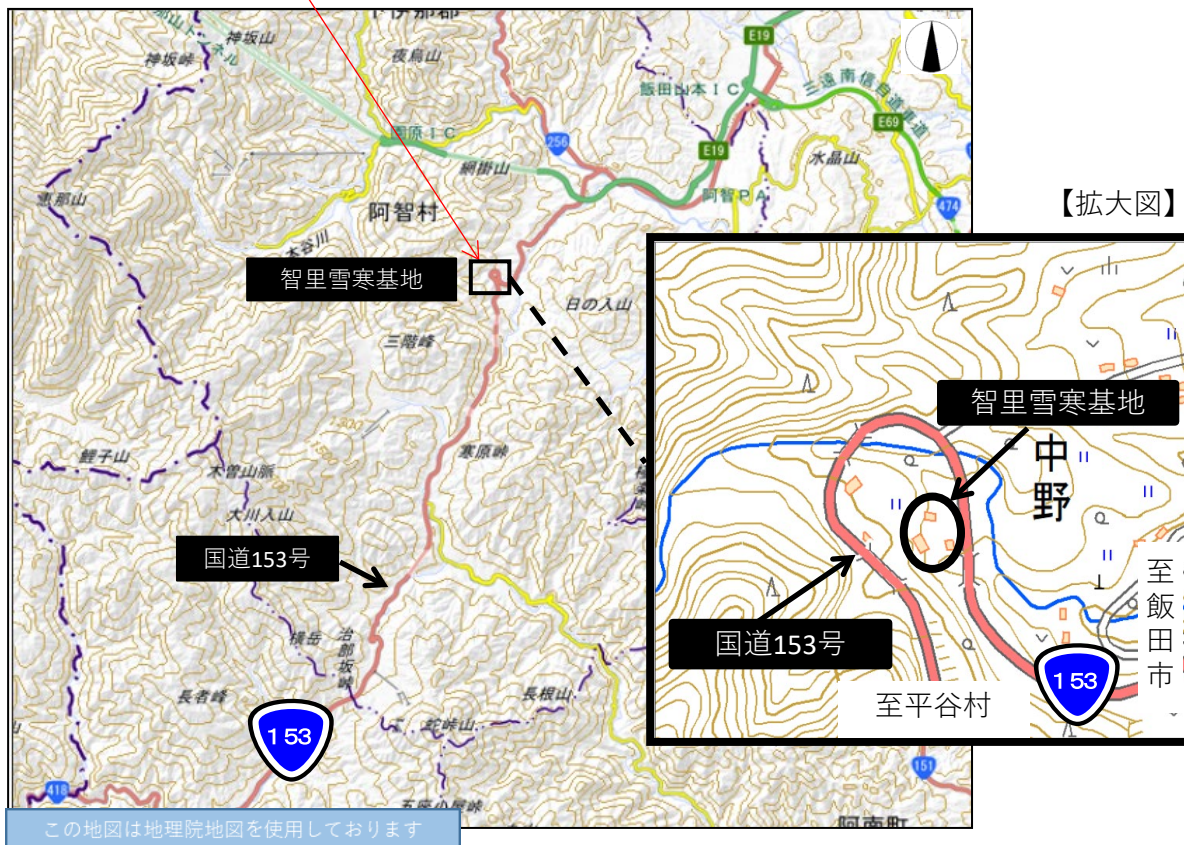 神坂山
神坂峠
夜烏山
E19
飯田山本IC
三遠南信自動車道
E69
園原IC
256
E19
水晶山
網掛山
恵那山
阿智PA
474
阿智村
本谷川
【拡大図】
智里雪寒基地
日の入山
三階峰
智里雪寒基地
中野
寒原峠
鯉子山
木曽山脈
大川入山
国道153号
至飯田市
国道153号
横岳
治部坂峠
長者峰
長根山
至平谷村
153
蛇峠山
153
418
151
阿南町
この地図は地理院地図を使用しております